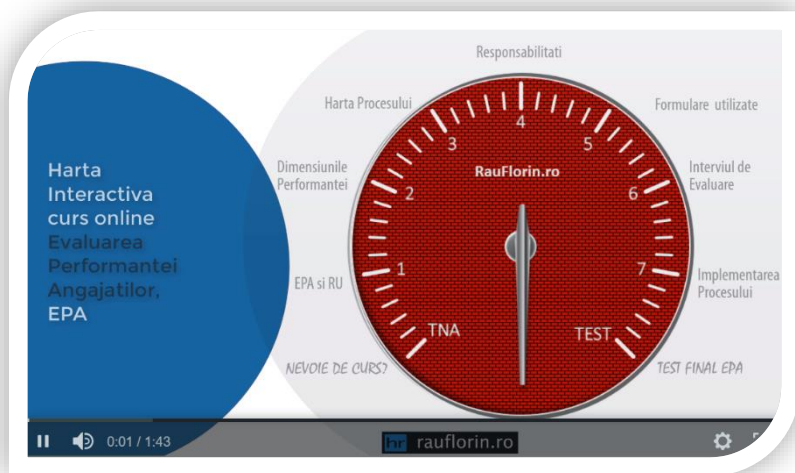 Harta
Interactiva
curs online
Evaluarea
Performantei
Angajatilor,
EPA
Responsabilitati
Harta Procesului
Formulare utilizate
Dimensiunile
Performantei
Interviul de
Evaluare
EPA si RU
Implementarea
Procesului
NEVOIE DE CURS?
TEST FINAL EPA
RauFlorin.ro
TNA
1
2
3
4
5
6
7
TEST
0:01 / 1:43
hr rauflorin.ro